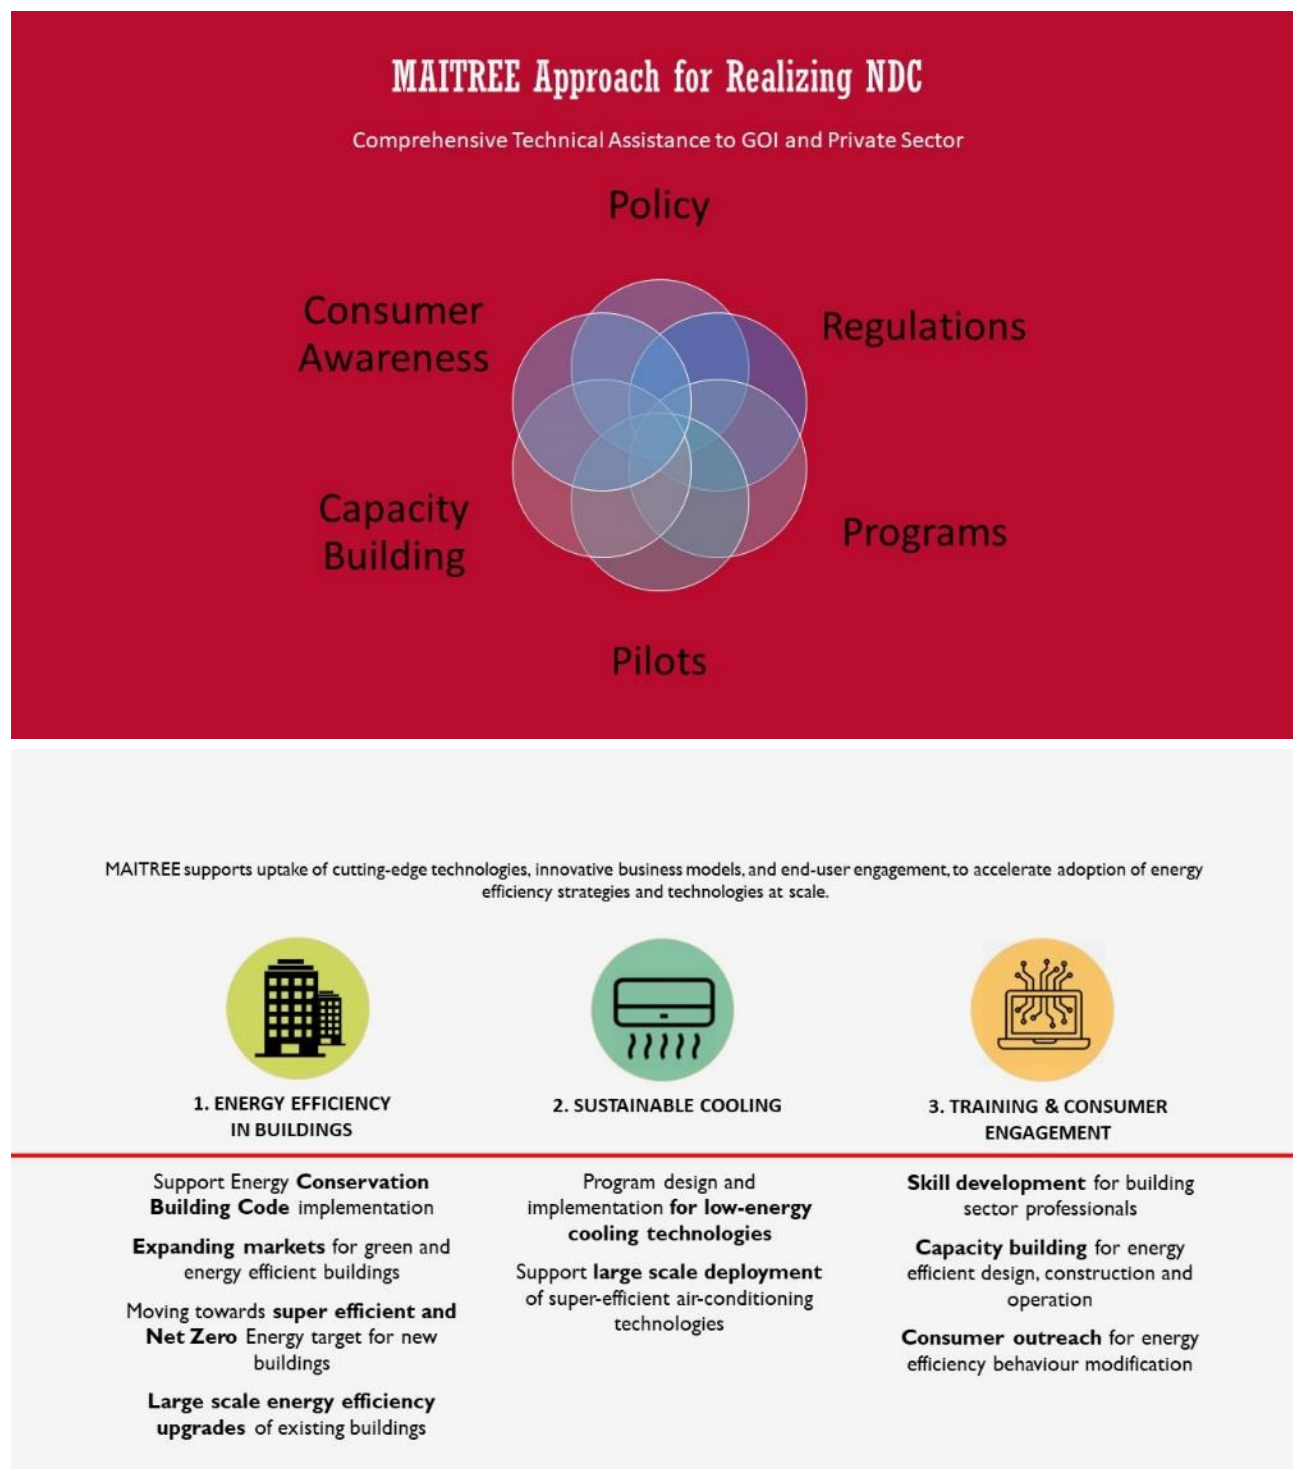 MAITREE Approach for Realizing NDC
Comprehensive Technical Assistance to GOI and Private Sector
Policy
Consumer
Awareness
Regulations
Capacity
Building
Programs
Pilots
MAITREE supports uptake of cutting-edge technologies, innovative business models, and end-user engagement, to accelerate adoption of energy
efficiency strategies and technologies at scale.
1. ENERGY EFFICIENCY
IN BUILDINGS
Support Energy Conservation
Building Code implementation
Expanding markets for green and
energy efficient buildings
Moving towards super efficient and
Net Zero Energy target for new
buildings
Large scale energy efficiency
upgrades of existing buildings
2. SUSTAINABLE COOLING
Program design and
implementation for low-energy
cooling technologies
Support large scale deployment
of super-efficient air-conditioning
technologies
3. TRAINING & CONSUMER
ENGAGEMENT
Skill development for building
sector professionals
Capacity building for energy
efficient design, construction and
operation
Consumer outreach for energy
efficiency behaviour modification